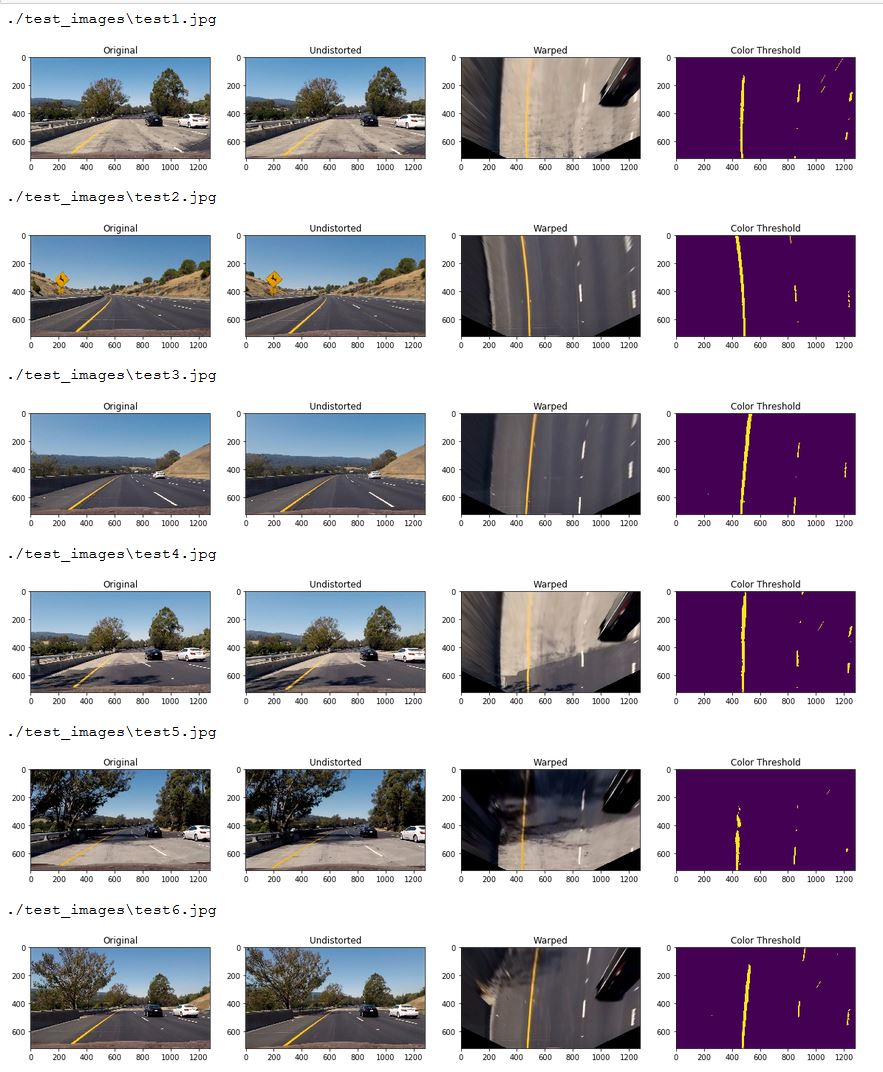 ./test_images\test1.jpg
Original Undistorted Warped Color Threshold
0 0 0 0
200 200 200 200
400 400 400 400
600 600 600 600
0 200 400 600 800 1000 1200 0 200 400 600 800 1000 1200 0 200 400 600 800 1000 1200 0 200 400 600 800 1000 1200
./test_images\test2.jpg
Original Undistorted Warped Color Threshold
0 0 0 0
200 200 200 200
400 400 400 400
600 600 600 600
0 200 400 600 800 1000 1200 0 200 400 600 800 1000 1200 0 200 400 600 800 1000 1200 0 200 400 600 800 1000 1200
./test_images\test3.jpg
Original Undistorted Warped Color Threshold
0 0 0 0
200 200 200 200
400 400 400 400
600 600 600 600
0 200 400 600 800 1000 1200 0 200 400 600 800 1000 1200 0 200 400 600 800 1000 1200 0 200 400 600 800 1000 1200
./test_images\test4.jpg
Original Undistorted Warped Color Threshold
0 0 0 0
200 200 200 200
400 400 400 400
600 600 600 600
0 200 400 600 800 1000 1200 0 200 400 600 800 1000 1200 0 200 400 600 800 1000 1200 0 200 400 600 800 1000 1200
./test_images\test5.jpg
Original Undistorted Warped Color Threshold
0 0 0 0
200 200 200 200
400 400 400 400
600 600 600 600
0 200 400 600 800 1000 1200 0 200 400 600 800 1000 1200 0 200 400 600 800 1000 1200 0 200 400 600 800 1000 1200
./test_images\test6.jpg
Original Undistorted Warped Color Threshold
0 0 0 0
200 200 200 200
400 400 400 400
600 600 600 600
0 200 400 600 800 1000 1200 0 200 400 600 800 1000 1200 0 200 400 600 800 1000 1200 0 200 400 600 800 1000 1200